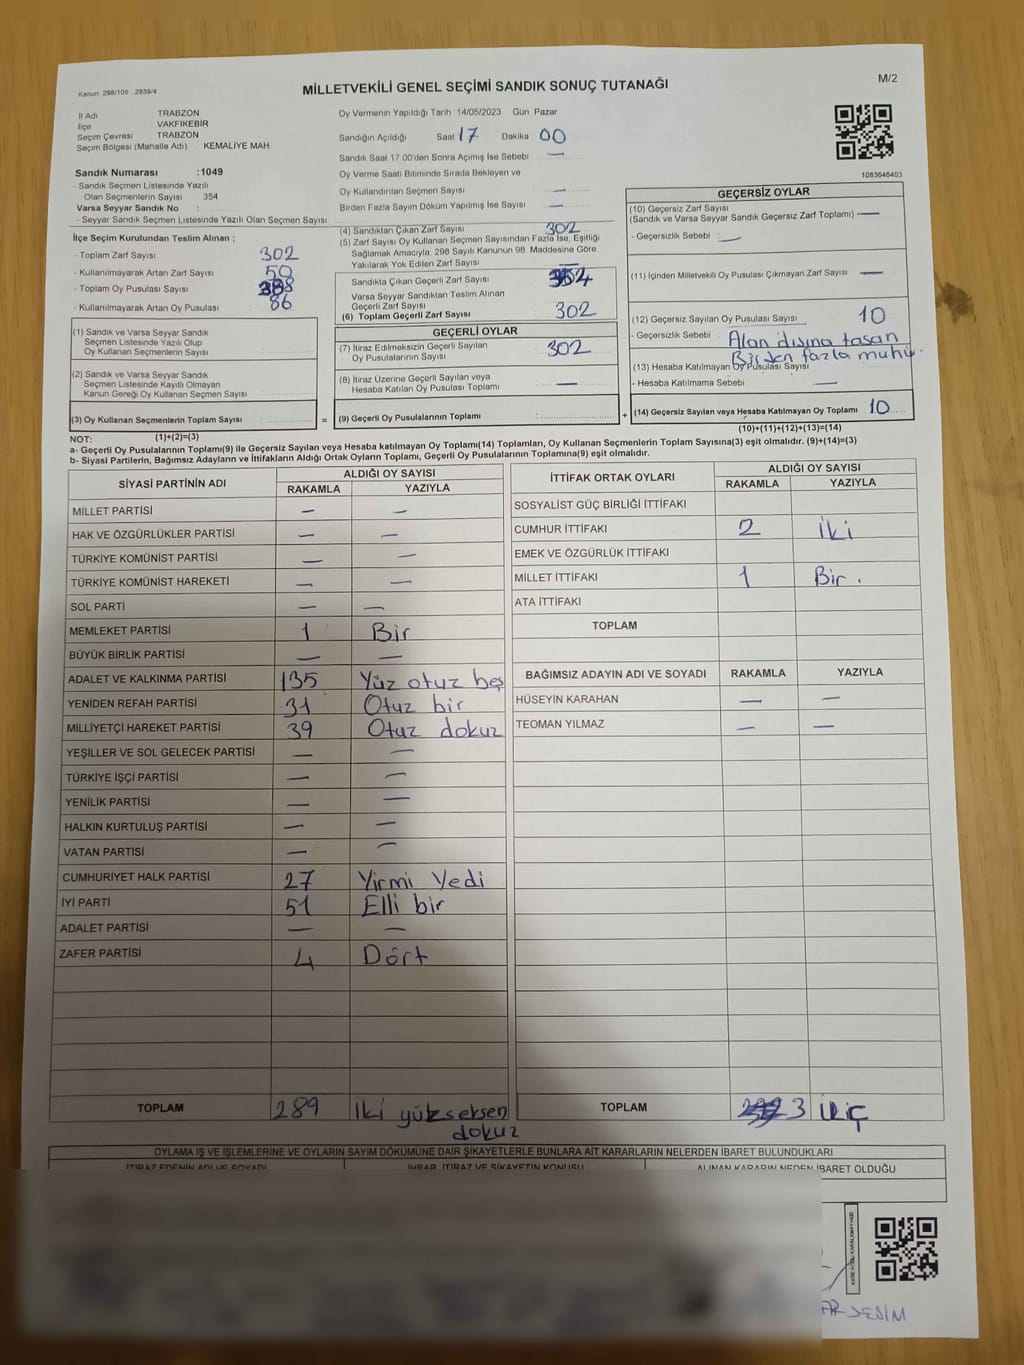 Kanun: 298/105 , 2839/4
MİLLETVEKİLİ GENEL SEÇİMİ SANDIK SONUÇ TUTANAĞI
M/2
İl Adı TRABZON
İlçe VAKFIKEBİR
Seçim Çevresi TRABZON
Seçim Bölgesi (Mahalle Adı) : KEMALİYE MAH
Oy Vermenin Yapıldığı Tarih 14/05/2023 Gün Pazar
Sandığın Açıldığı Saat 17 Dakika 00
Sandık Saat 17 00'den Sonra Açımış İse Sebebi —
Oy Verme Saati Bitiminde Sırada Bekleyen ve
Oy Kullandırılan Seçmen Sayısı —
Birden Fazla Sayım Döküm Yapılmış İse Sayısı —
1083646403
Sandık Numarası :1049
- Sandık Seçmen Listesinde Yazılı
Olan Seçmenlerin Sayısı : 354
Varsa Seyyar Sandık No :
- Seyyar Sandık Seçmen Listesinde Yazılı Olan Seçmen Sayısı
İlçe Seçim Kurulundan Teslim Alınan ;
- Toplam Zarf Sayısı 302
- Kullanılmayarak Artan Zarf Sayısı 50
- Toplam Oy Pusulası Sayısı
- Kullanılmayarak Artan Oy Pusulası 86
(1) Sandık ve Varsa Seyyar Sandık
Seçmen Listesinde Yazılı Olup
Oy Kullanan Seçmenlerin Sayısı
(2) Sandık ve Varsa Seyyar Sandık
Seçmen Listesinde Kayıtlı Olmayan
Kanun Gereği Oy Kullanan Seçmen Sayısı
(3) Oy Kullanan Seçmenlerin Toplam Sayısı :
(4) Sandıktan Çıkan Zarf Sayısı 302
(5) Zarf Sayısı Oy Kullanan Seçmen Sayısından Fazla İse, Eşitliği
Sağlamak Amacıyla, 298 Sayılı Kanunun 98. Maddesine Göre
Yakılarak Yok Edilen Zarf Sayısı —
Sandıkta Çıkan Geçerli Zarf Sayısı
Varsa Seyyar Sandıktan Teslim Alınan
Geçerli Zarf Sayısı
(6) Toplam Geçerli Zarf Sayısı 302
GEÇERLİ OYLAR
(7) İtiraz Edilmeksizin Geçerli Sayılan
Oy Pusulalarının Sayısı 302
(8) İtiraz Üzerine Geçerli Sayılan veya
Hesaba Katılan Oy Pusulası Toplamı —
= (9) Geçerli Oy Pusulalarının Toplamı :
GEÇERSİZ OYLAR
(10) Geçersiz Zarf Sayısı
(Sandık ve Varsa Seyyar Sandık Geçersiz Zarf Toplamı) —
- Geçersizlik Sebebi : —
(11) İçinden Milletvekili Oy Pusulası Çıkmayan Zarf Sayısı —
(12) Geçersiz Sayılan Oy Pusulası Sayısı 10
- Geçersizlik Sebebi : Alan dışına taşan
Birden fazla mühür.
(13) Hesaba Katılmayan Oy Pusulası Sayısı
- Hesaba Katılmama Sebebi : —
+ (14) Geçersiz Sayılan veya Hesaba Katılmayan Oy Toplamı 10
NOT: (1)+(2)=(3)
(10)+(11)+(12)+(13)=(14)
a- Geçerli Oy Pusulalarının Toplamı(9) ile Geçersiz Sayılan veya Hesaba katılmayan Oy Toplamı(14) Toplamları, Oy Kullanan Seçmenlerin Toplam Sayısına(3) eşit olmalıdır. (9)+(14)=(3)
b- Siyasi Partilerin, Bağımsız Adayların ve İttifakların Aldığı Ortak Oyların Toplamı, Geçerli Oy Pusulalarının Toplamına(9) eşit olmalıdır.
SİYASİ PARTİNİN ADI ALDIĞI OY SAYISI
RAKAMLA YAZIYLA
MİLLET PARTİSİ — —
HAK VE ÖZGÜRLÜKLER PARTİSİ — —
TÜRKİYE KOMÜNİST PARTİSİ — —
TÜRKİYE KOMÜNİST HAREKETİ — —
SOL PARTİ — —
MEMLEKET PARTİSİ 1 Bir
BÜYÜK BİRLİK PARTİSİ — —
ADALET VE KALKINMA PARTİSİ 135 Yüz otuz beş
YENİDEN REFAH PARTİSİ 31 Otuz bir
MİLLİYETÇİ HAREKET PARTİSİ 39 Otuz dokuz
YEŞİLLER VE SOL GELECEK PARTİSİ — —
TÜRKİYE İŞÇİ PARTİSİ — —
YENİLİK PARTİSİ — —
HALKIN KURTULUŞ PARTİSİ — —
VATAN PARTİSİ — —
CUMHURİYET HALK PARTİSİ 27 Yirmi Yedi
İYİ PARTİ 51 Elli bir
ADALET PARTİSİ — —
ZAFER PARTİSİ 4 Dört
TOPLAM 289 iki yükseksen
dokuz
İTTİFAK ORTAK OYLARI ALDIĞI OY SAYISI
RAKAMLA YAZIYLA
SOSYALİST GÜÇ BİRLİĞİ İTTİFAKI
CUMHUR İTTİFAKI 2 İki
EMEK VE ÖZGÜRLÜK İTTİFAKI
MİLLET İTTİFAKI 1 Bir .
ATA İTTİFAKI
TOPLAM
BAĞIMSIZ ADAYIN ADI VE SOYADI RAKAMLA YAZIYLA
HÜSEYİN KARAHAN — —
TEOMAN YILMAZ — —
TOPLAM 3
OYLAMA İŞ VE İŞLEMLERİNE VE OYLARIN SAYIM DÖKÜMÜNE DAİR ŞİKAYETLERLE BUNLARA AİT KARARLARIN NELERDEN İBARET BULUNDUKLARI
İTİRAZ EDENİN ADI VE SOYADI İHBAR, İTİRAZ VE ŞİKAYETİN KONUSU ALINAN KARARIN NEDEN İBARET OLDUĞU